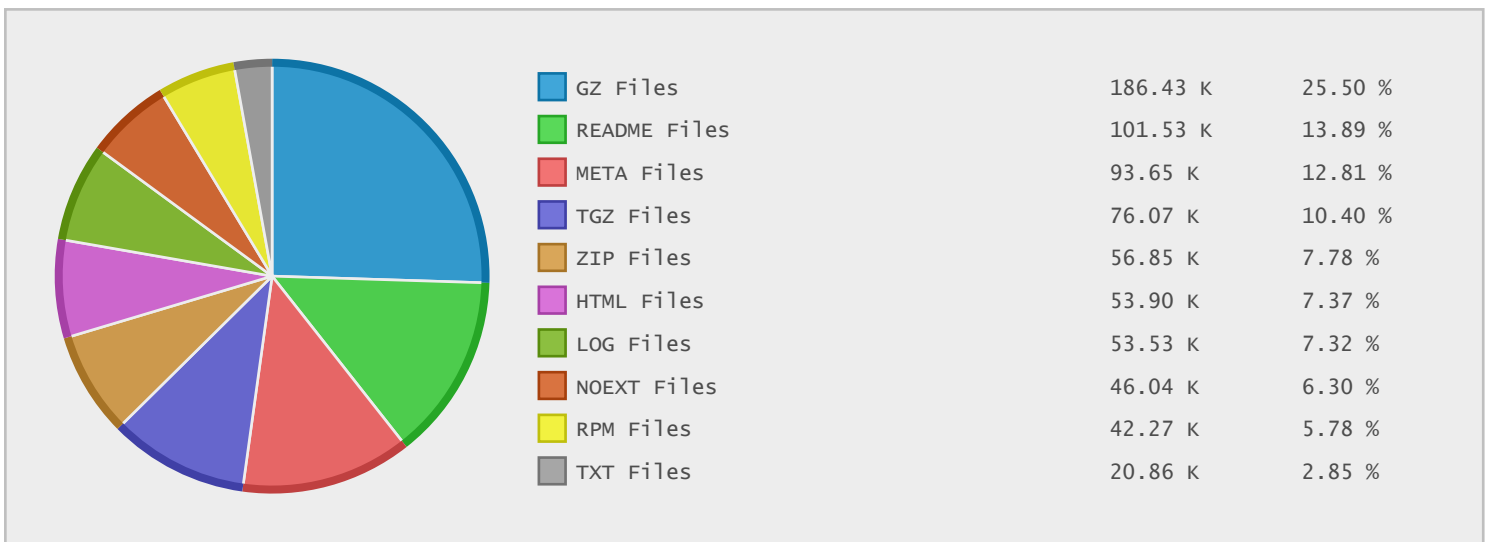 GZ Files 186.43 K 25.50 %
README Files 101.53 K 13.89 %
META Files 93.65 K 12.81 %
TGZ Files 76.07 K 10.40 %
ZIP Files 56.85 K 7.78 %
HTML Files 53.90 K 7.37 %
LOG Files 53.53 K 7.32 %
NOEXT Files 46.04 K 6.30 %
RPM Files 42.27 K 5.78 %
TXT Files 20.86 K 2.85 %